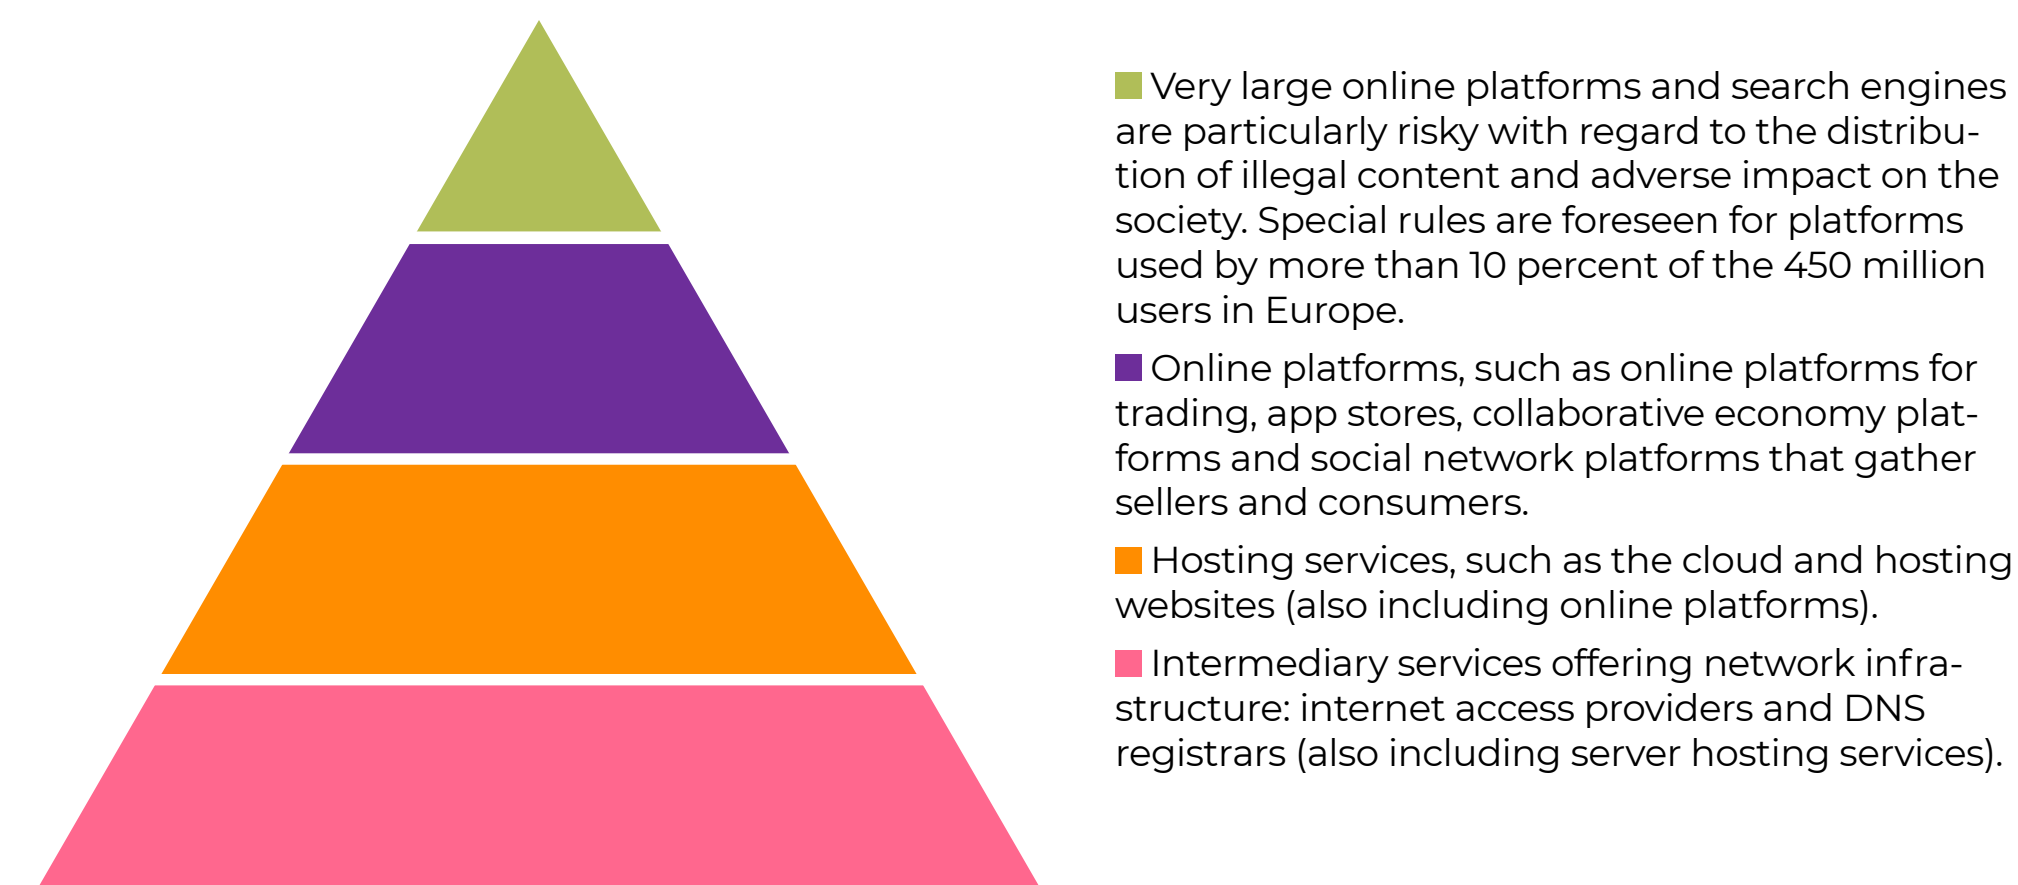 Very large online platforms and search engines
are particularly risky with regard to the distribu-
tion of illegal content and adverse impact on the
society. Special rules are foreseen for platforms
used by more than 10 percent of the 450 million
users in Europe.
Online platforms, such as online platforms for
trading, app stores, collaborative economy plat-
forms and social network platforms that gather
sellers and consumers.
Hosting services, such as the cloud and hosting
websites (also including online platforms).
Intermediary services offering network infra-
structure: internet access providers and DNS
registrars (also including server hosting services).